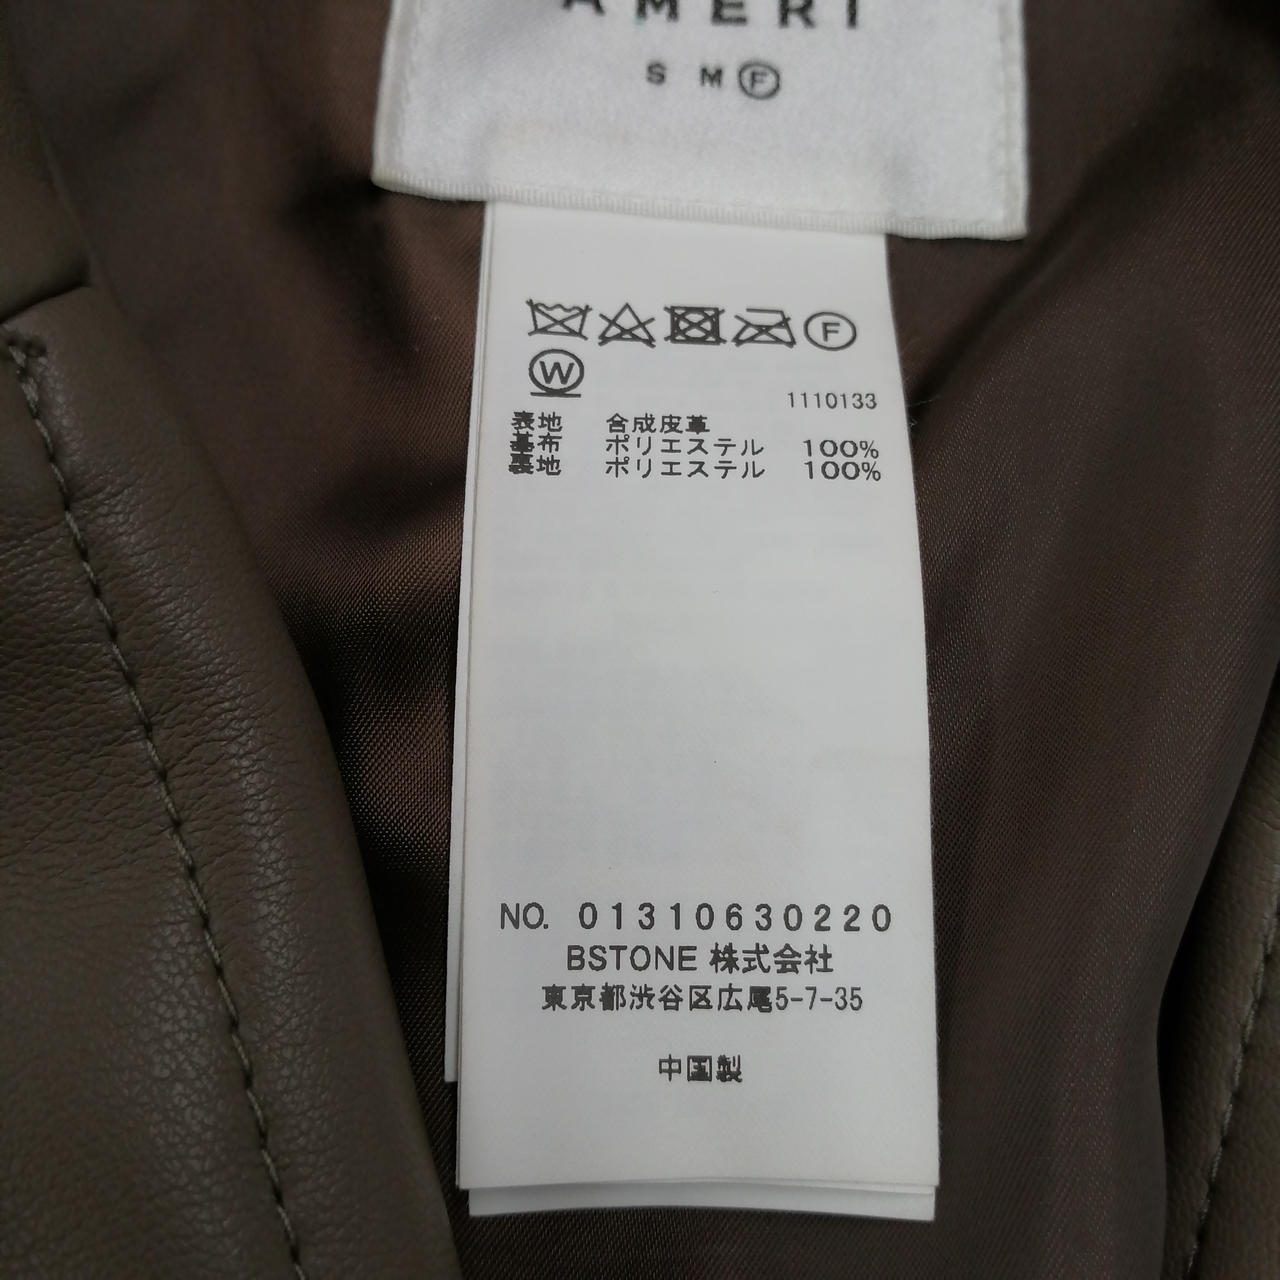 AMERI
S M F
F
W
1110133
表地 合成皮革
基布 ポリエステル 100%
裏地 ポリエステル 100%
NO. 01310630220
BSTONE 株式会社
東京都渋谷区広尾5-7-35
中国製